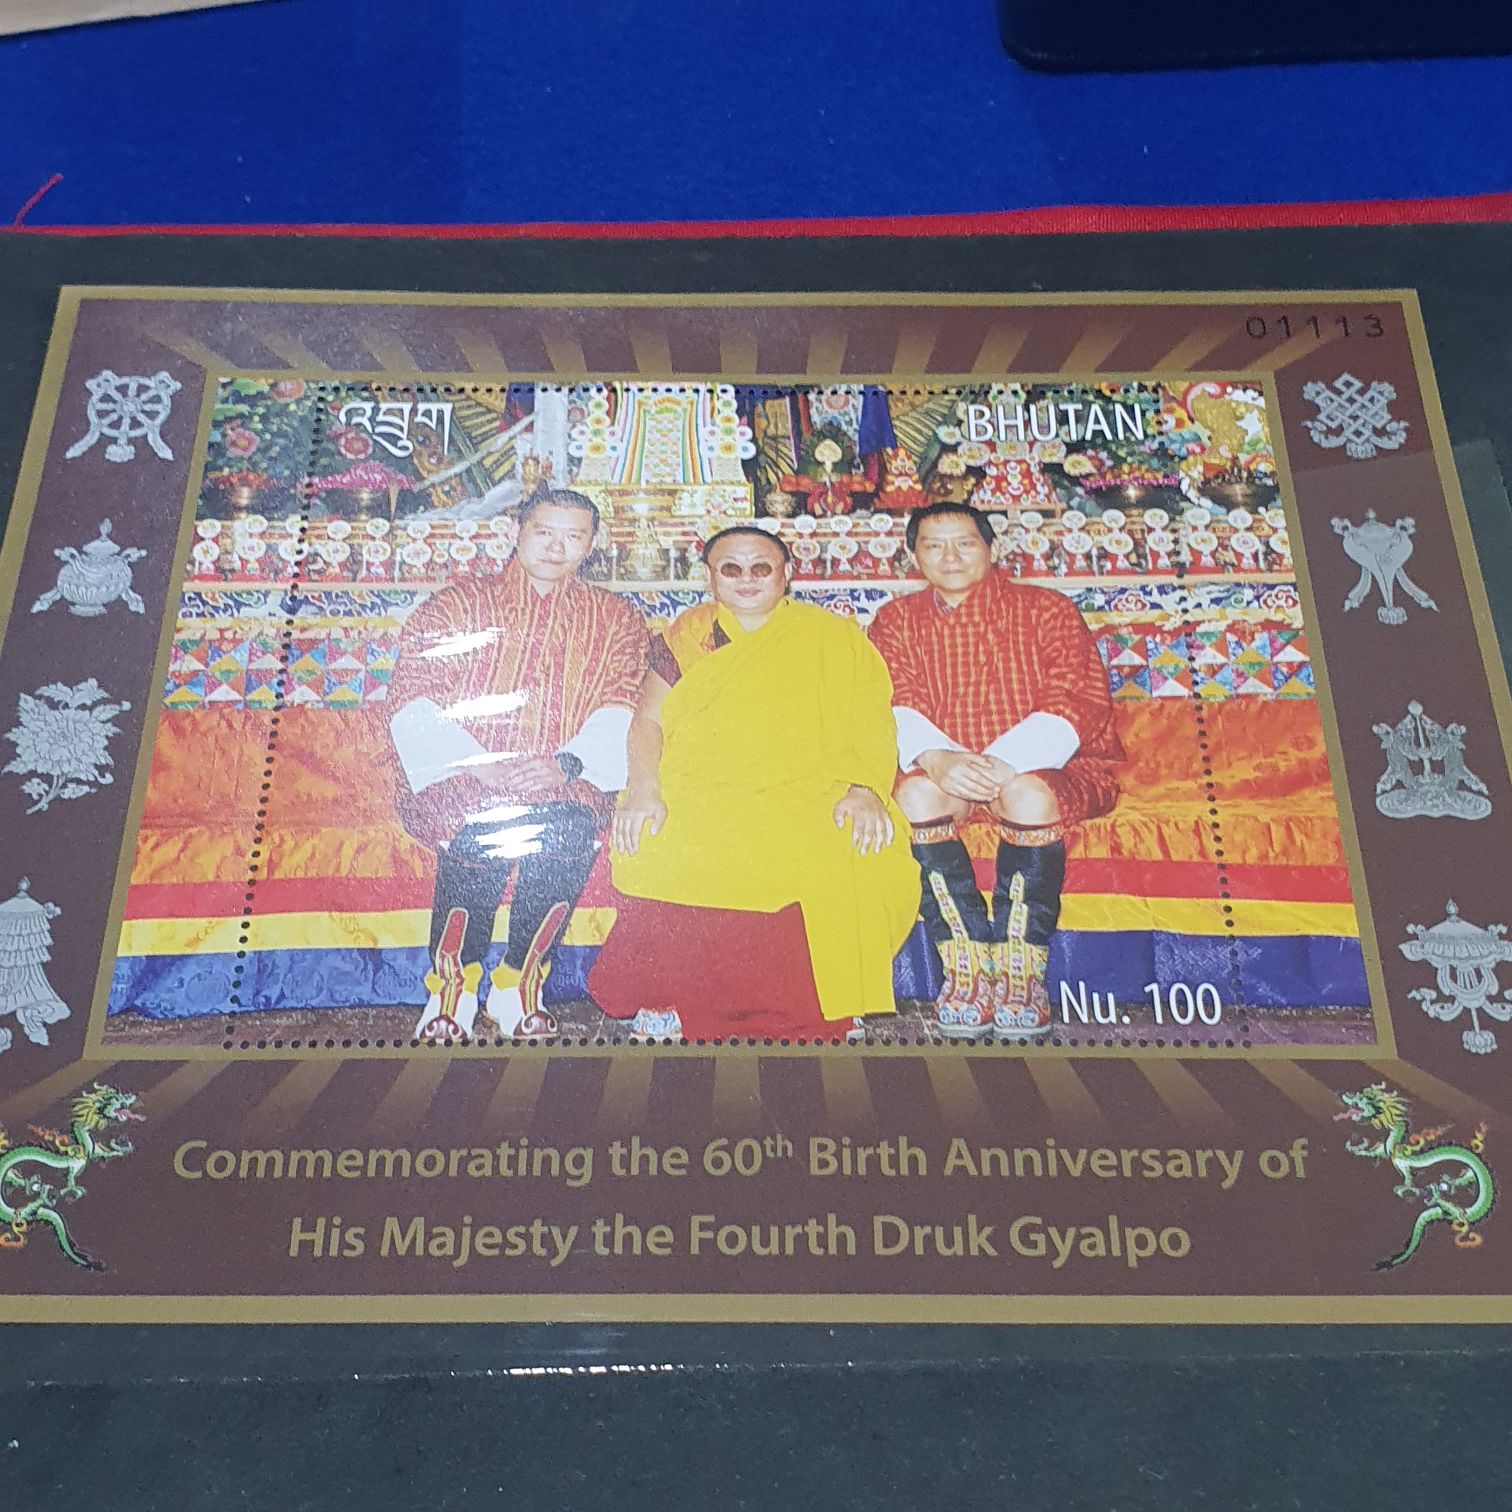 01113
འབྲུག
BHUTAN
Nu. 100
Commemorating the 60th Birth Anniversary of
His Majesty the Fourth Druk Gyalpo